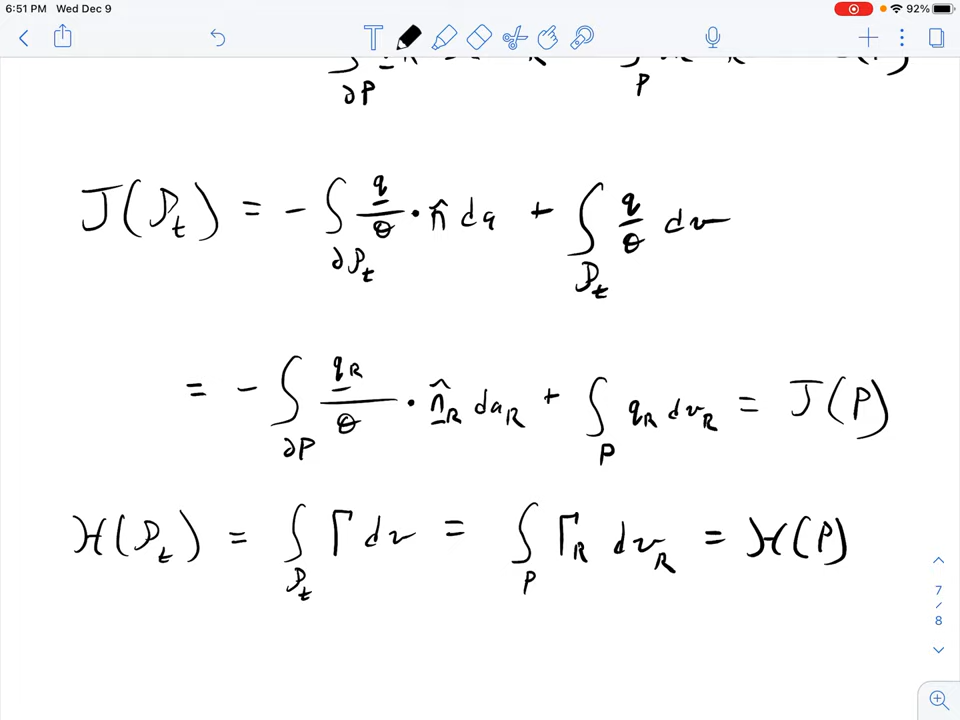 6:51 PM Wed Dec 9 92%
∂P P
J(𝒫_t) = - ∫_{∂𝒫_t} q/θ · n̂ da + ∫_{𝒫_t} q/θ dv
= - ∫_{∂P} q_R/θ · n̂_R da_R + ∫_P q_R dv_R = J(P)
ℋ(𝒫_t) = ∫_{𝒫_t} Γ dv = ∫_P Γ_R dv_R = ℋ(P)
7
/
8